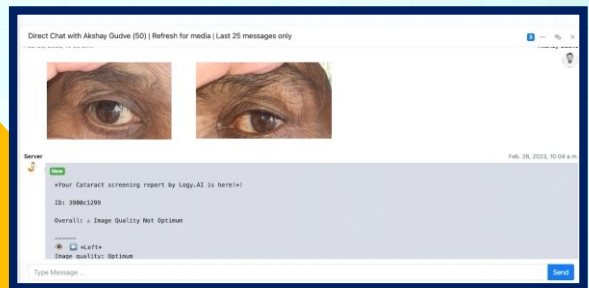 Direct Chat with Akshay Gudve (50) | Refresh for media | Last 25 messages only
Server
Feb. 26, 2023, 10:04 a.m.
New
*Your Cataract screening report by Logy.AI is here!*!
ID: 3900c1299
Overall: ⚠ Image Quality Not Optimum
*Left*
Image quality: Optimum
Type Message ...
Send